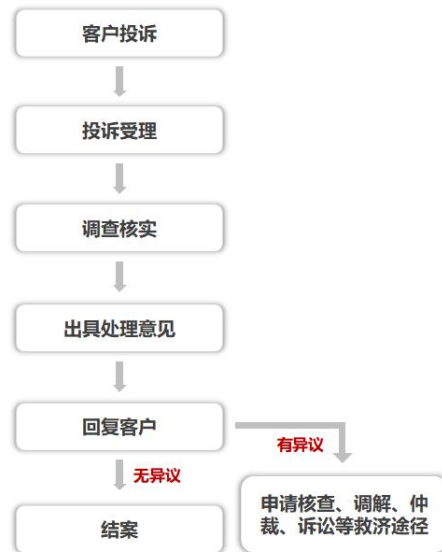 客户投诉
投诉受理
调查核实
出具处理意见
回复客户
有异议
无异议
申请核查、调解、仲
裁、诉讼等救济途径
结案